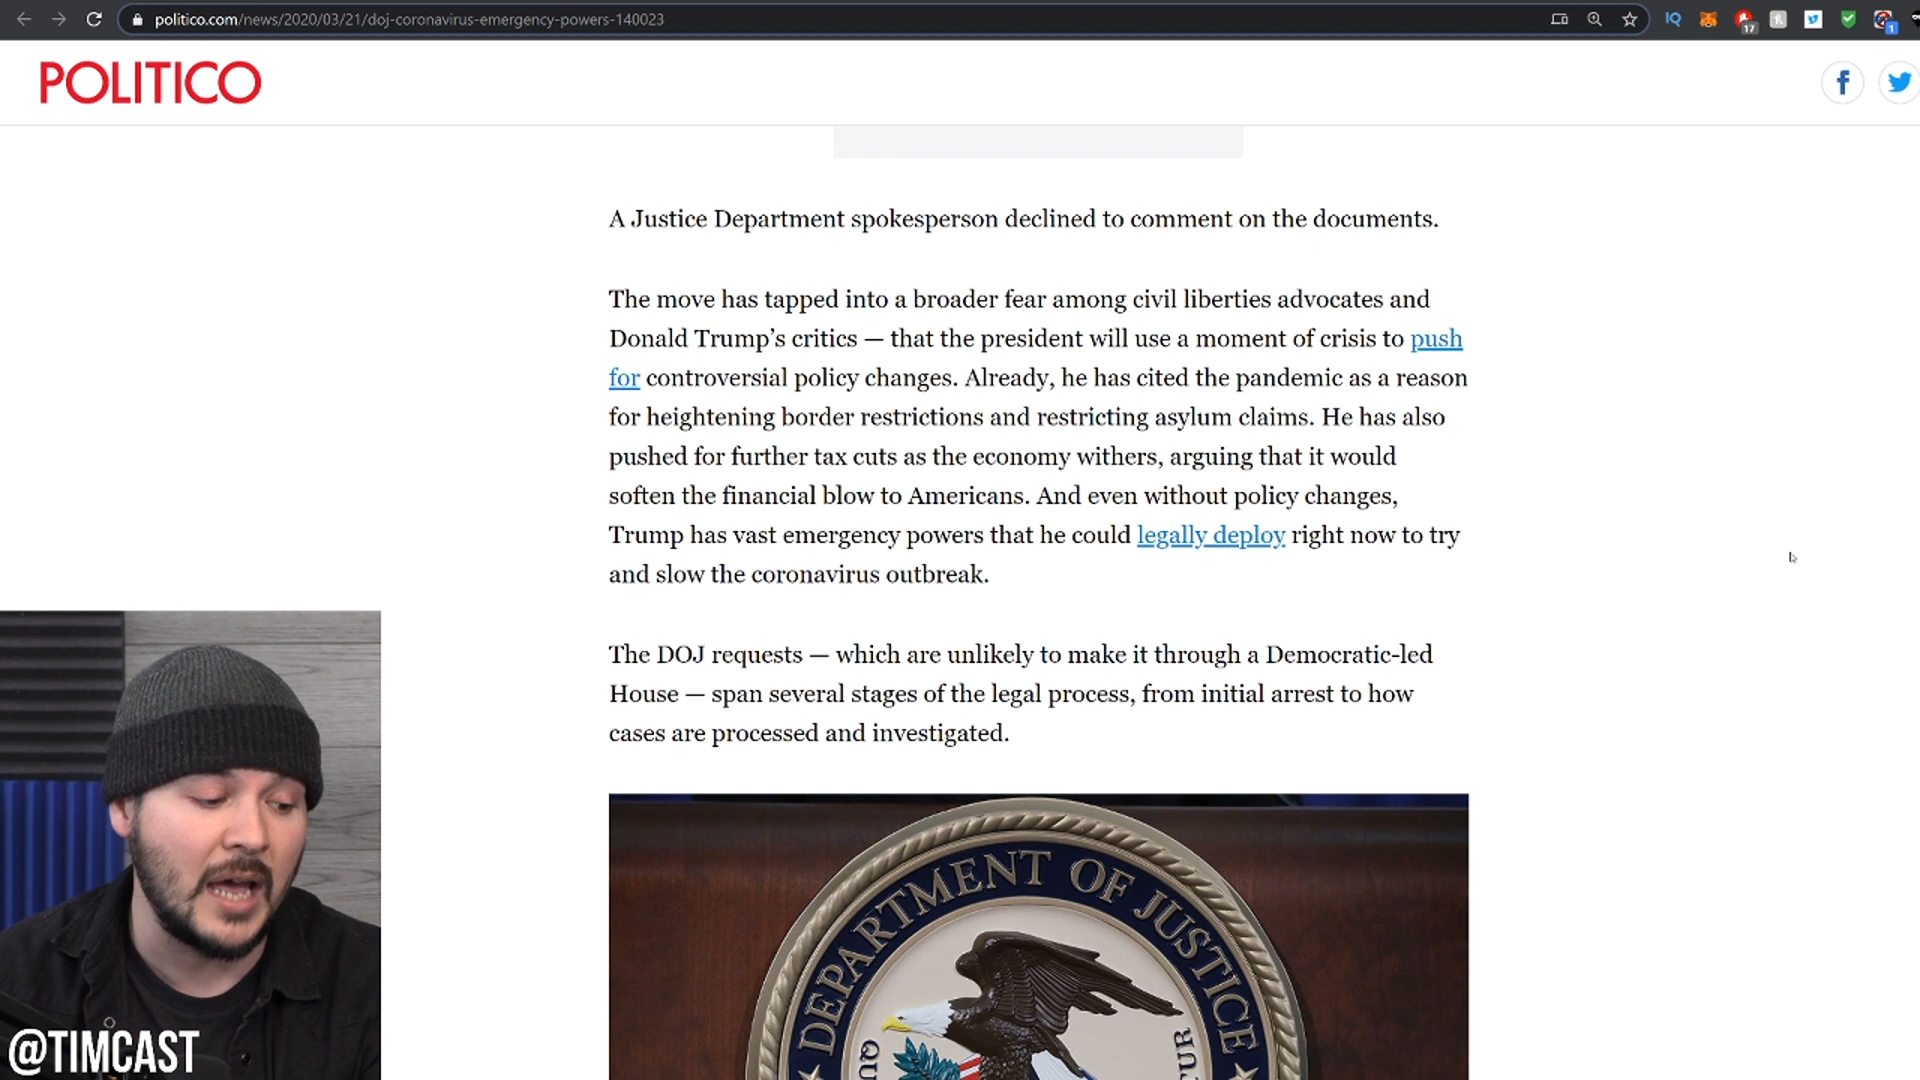 politico.com/news/2020/03/21/doj-coronavirus-emergency-powers-140023
IQ
17
1
POLITICO
A Justice Department spokesperson declined to comment on the documents.
The move has tapped into a broader fear among civil liberties advocates and
Donald Trump’s critics — that the president will use a moment of crisis to push
for controversial policy changes. Already, he has cited the pandemic as a reason
for heightening border restrictions and restricting asylum claims. He has also
pushed for further tax cuts as the economy withers, arguing that it would
soften the financial blow to Americans. And even without policy changes,
Trump has vast emergency powers that he could legally deploy right now to try
and slow the coronavirus outbreak.
The DOJ requests — which are unlikely to make it through a Democratic-led
House — span several stages of the legal process, from initial arrest to how
cases are processed and investigated.
DEPARTMENT OF JUSTICE
QU
TUR
@TIMCAST